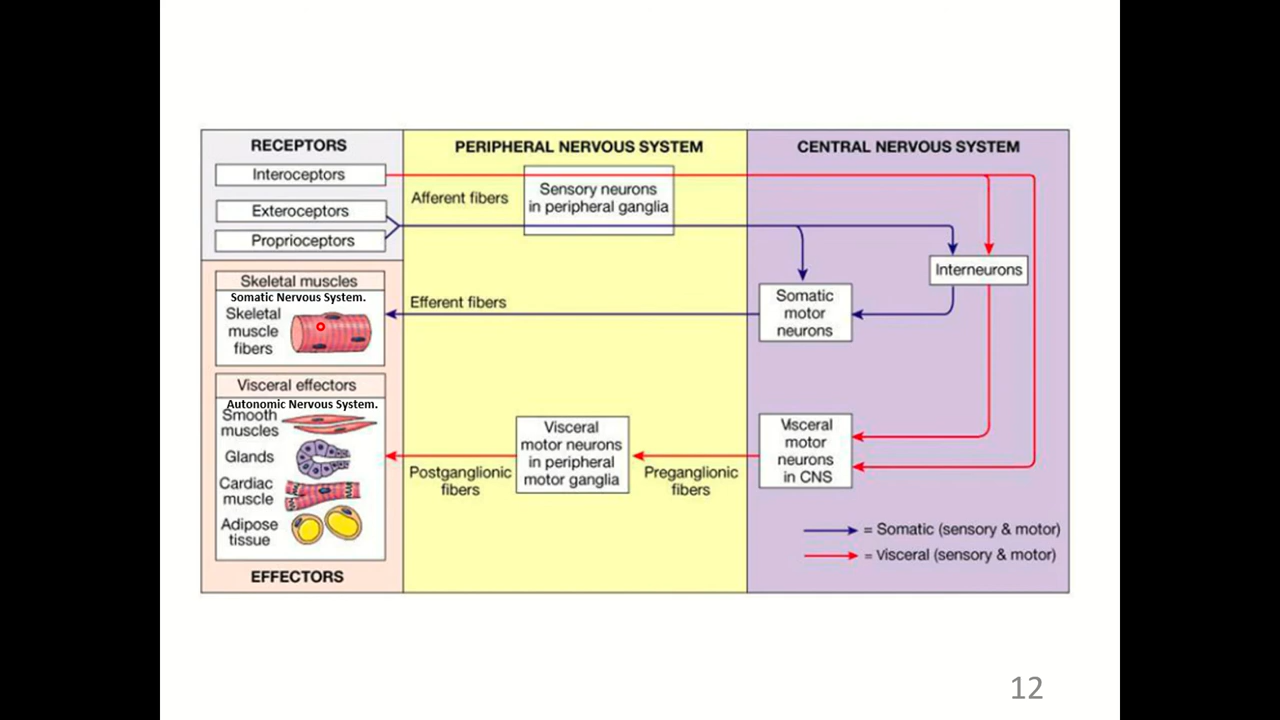 RECEPTORS
Interoceptors
Exteroceptors
Proprioceptors
PERIPHERAL NERVOUS SYSTEM
Afferent fibers
Sensory neurons
in peripheral ganglia
CENTRAL NERVOUS SYSTEM
Interneurons
Skeletal muscles
Somatic Nervous System.
Skeletal
muscle
fibers
Efferent fibers
Somatic
motor
neurons
Visceral effectors
Autonomic Nervous System.
Smooth
muscles
Glands
Cardiac
muscle
Adipose
tissue
EFFECTORS
Postganglionic
fibers
Visceral
motor neurons
in peripheral
motor ganglia
Preganglionic
fibers
Visceral
motor
neurons
in CNS
= Somatic (sensory & motor)
= Visceral (sensory & motor)
12